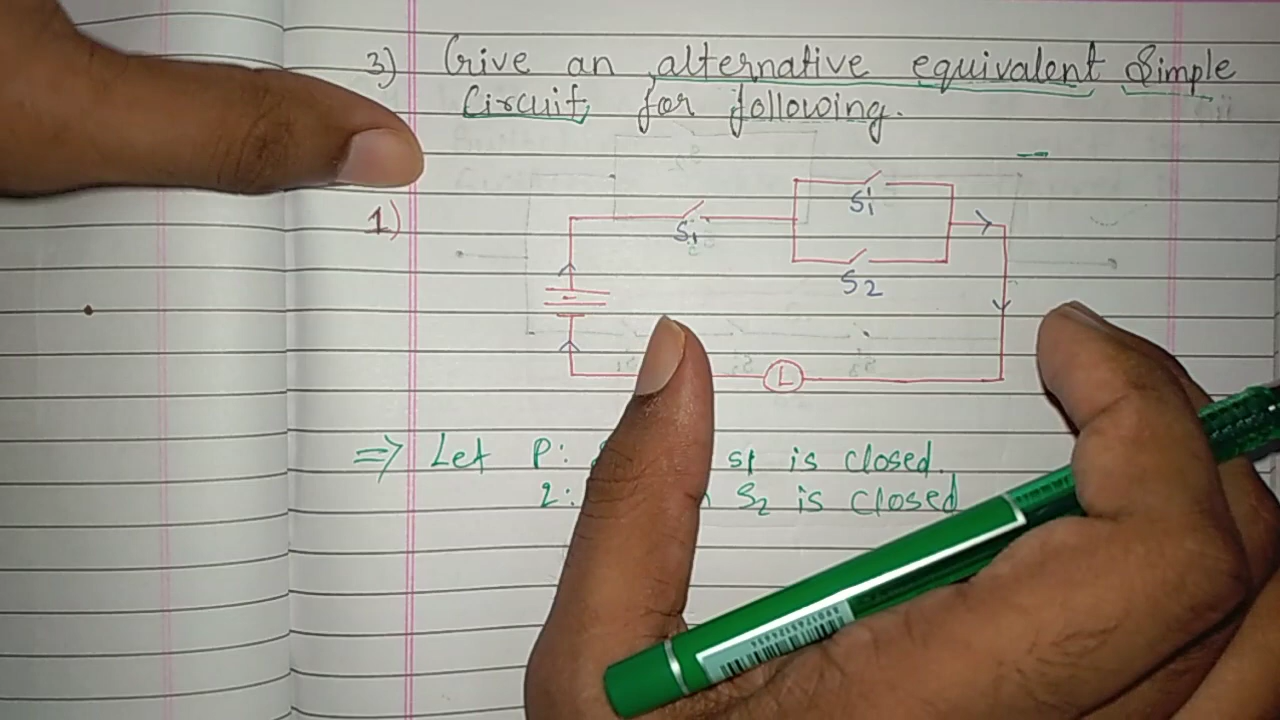 3) Give an alternative equivalent Simple
Circuit for following.
1)
S1
S1'
S2
L
⇒ Let P: S1 is closed.
q: S2 is closed